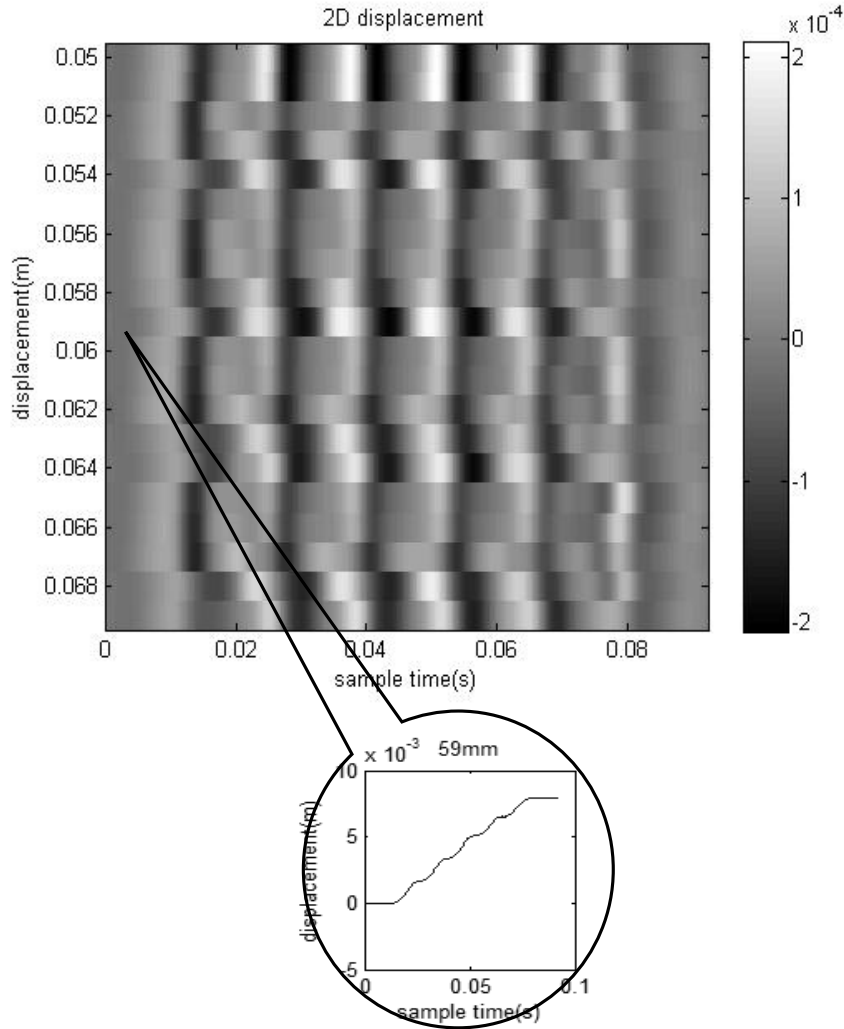 2D displacement
x 10-4
0.05
0.052
0.054
0.056
0.058
0.06
0.062
0.064
0.066
0.068
displacement(m)
0 0.02 0.04 0.06 0.08
sample time(s)
2
1
0
-1
-2
x 10-3 59mm
10
5
0
-5
displacement(m)
0 0.05 0.1
sample time(s)